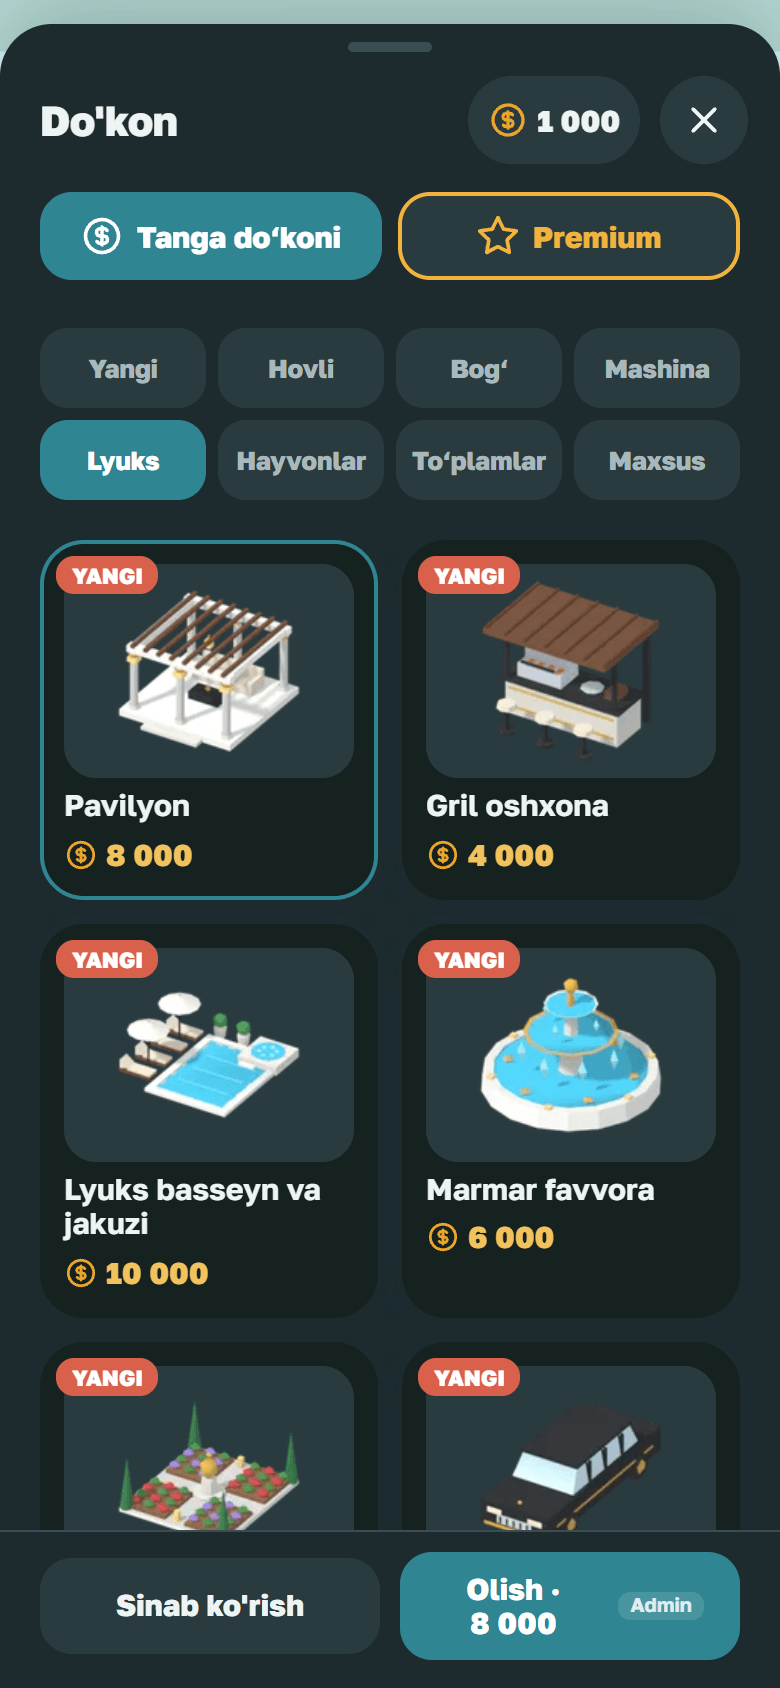 Do'kon
1 000
Tanga do‘koni
Premium
Yangi
Hovli
Bog‘
Mashina
Lyuks
Hayvonlar
To‘plamlar
Maxsus
YANGI
YANGI
Pavilyon
Gril oshxona
8 000
4 000
YANGI
YANGI
Lyuks basseyn va
jakuzi
Marmar favvora
10 000
6 000
YANGI
YANGI
Sinab ko'rish
Olish ·
8 000
Admin